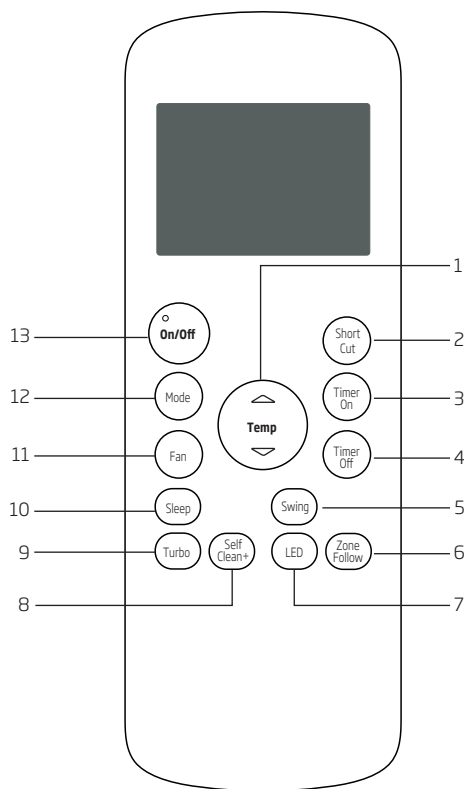 1
On/Off
13
Short
Cut
2
Mode
12
Timer
On
3
Temp
Fan
11
Timer
Off
4
Sleep
10
Swing
5
Turbo
9
Self
Clean+
LED
Zone
Follow
6
8
7